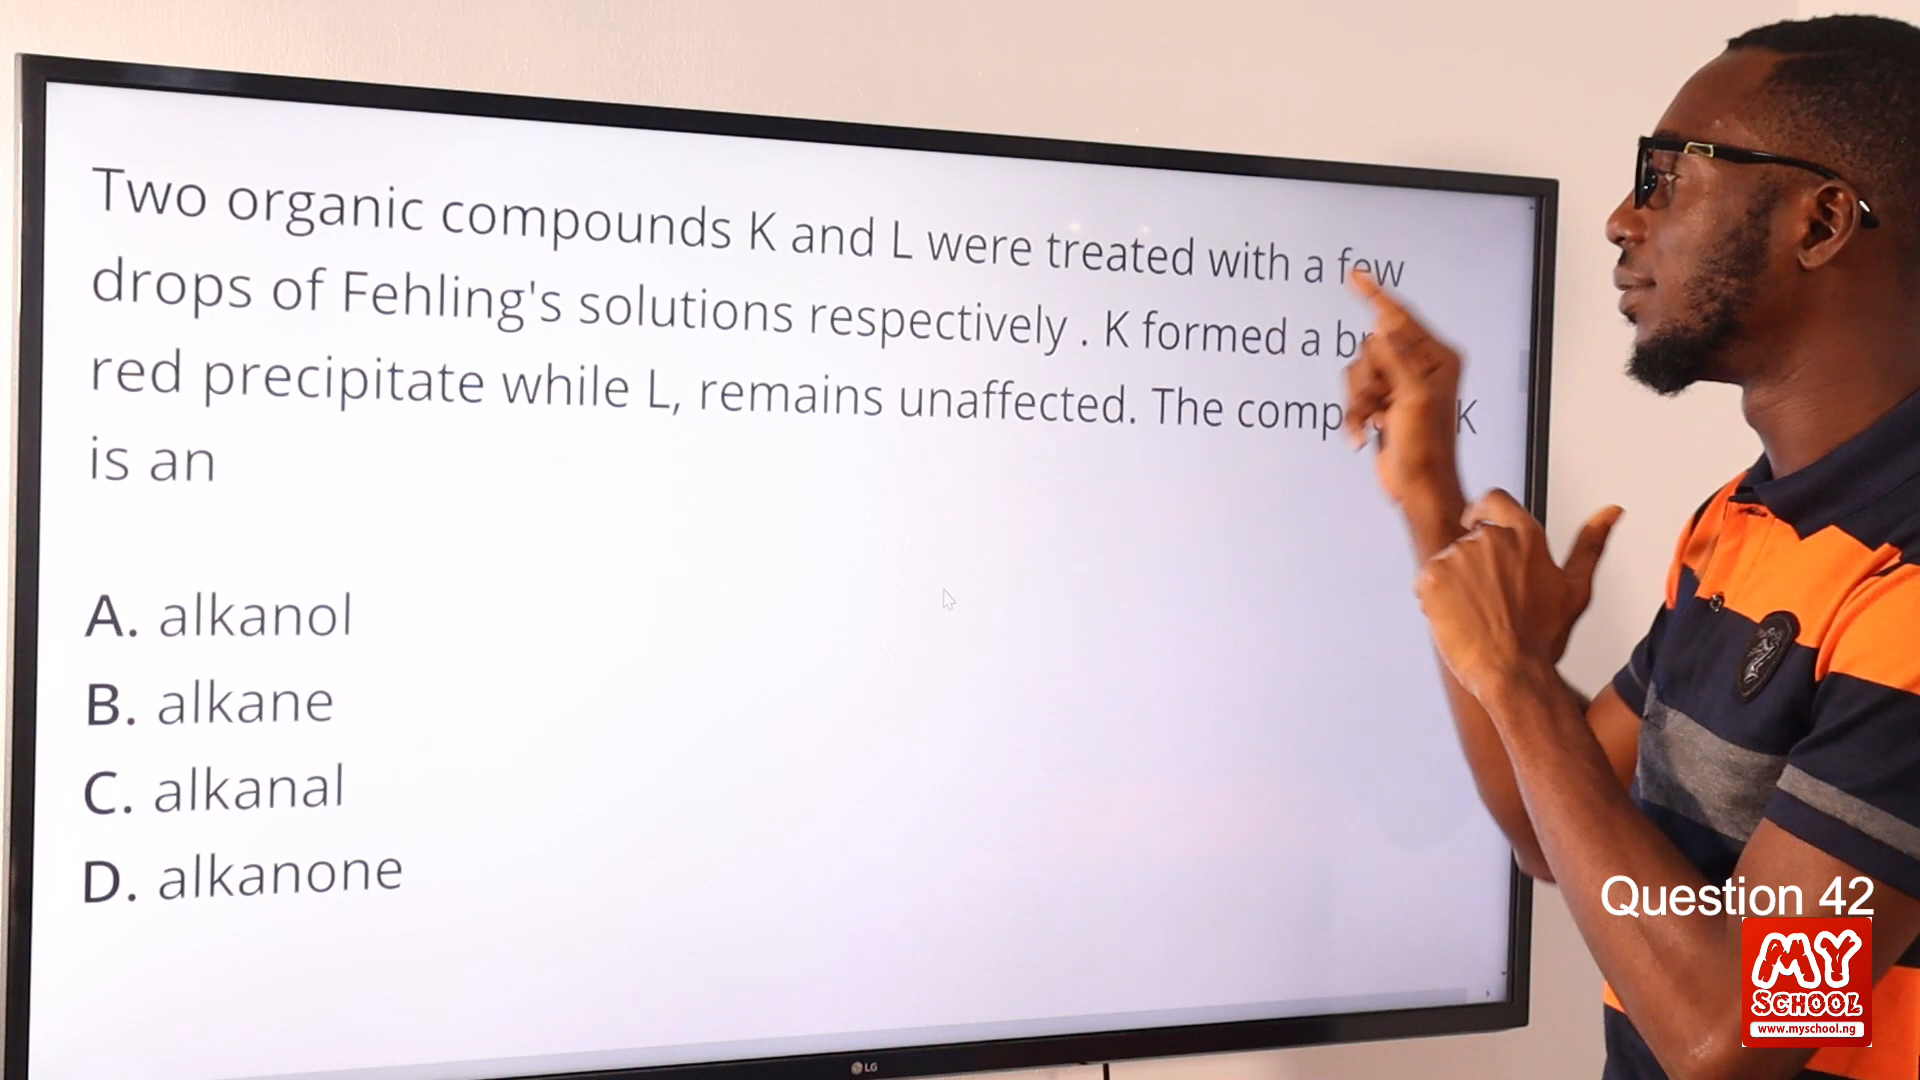 Two organic compounds K and L were treated with a few
drops of Fehling's solutions respectively . K formed a
red precipitate while L, remains unaffected. The K
is an
A. alkanol
B. alkane
C. alkanal
D. alkanone
Question 42
MY
SCHOOL
www.myschool.ng
LG